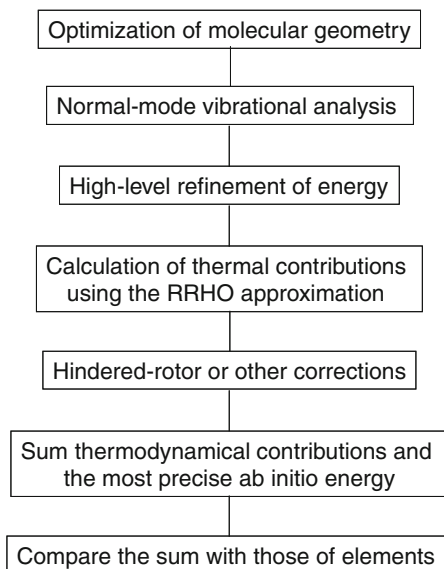 Optimization of molecular geometry
Normal-mode vibrational analysis
High-level refinement of energy
Calculation of thermal contributions
using the RRHO approximation
Hindered-rotor or other corrections
Sum thermodynamical contributions and
the most precise ab initio energy
Compare the sum with those of elements